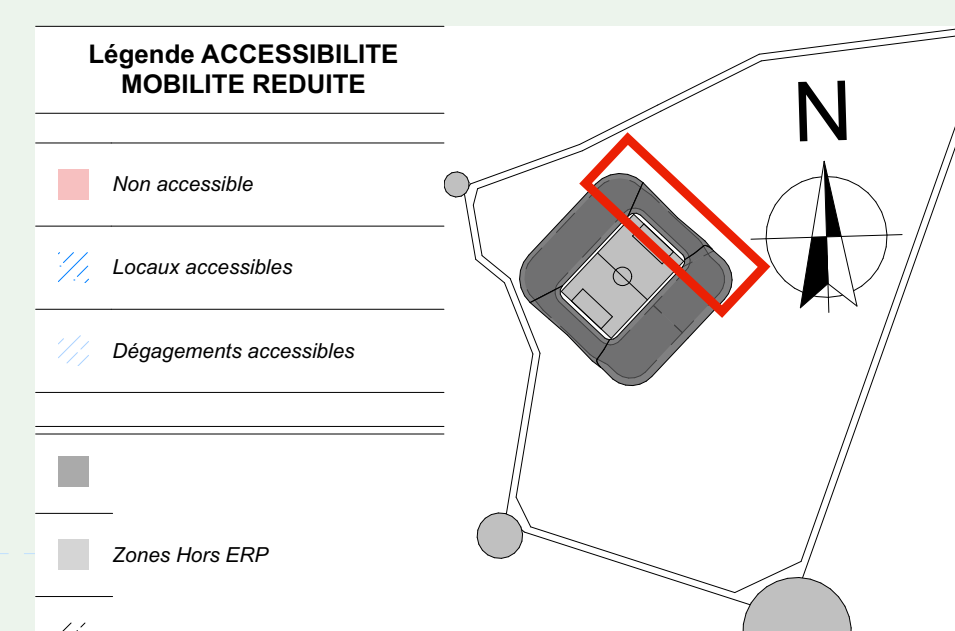 Légende ACCESSIBILITE
MOBILITE REDUITE
N
Non accessible
Locaux accessibles
Dégagements accessibles
Zones Hors ERP